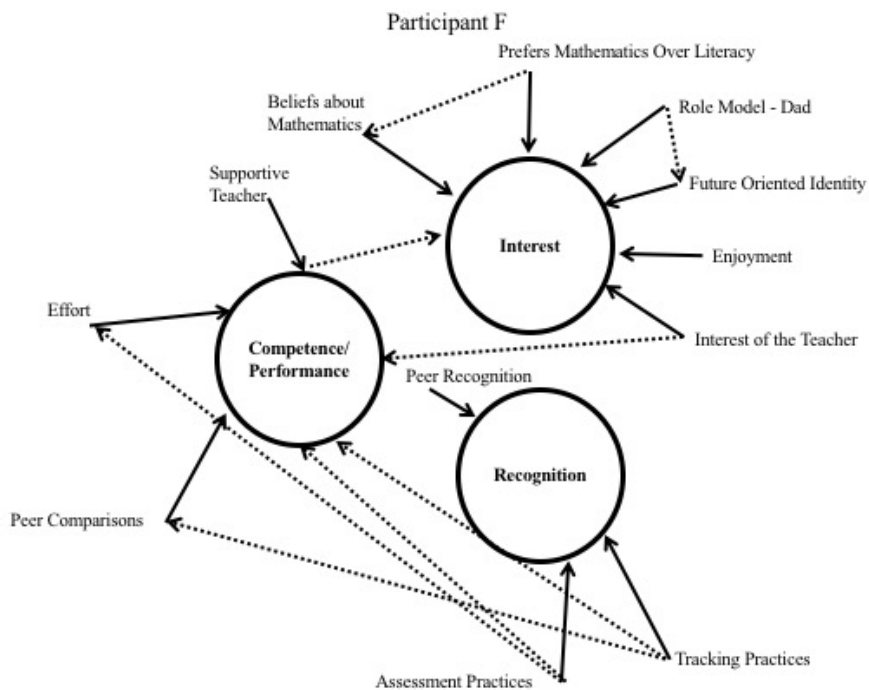 Participant F
Prefers Mathematics Over Literacy
Beliefs about
Mathematics
Role Model - Dad
Supportive
Teacher
Future Oriented Identity
Interest
Enjoyment
Effort
Interest of the Teacher
Competence/
Performance
Peer Recognition
Recognition
Peer Comparisons
Tracking Practices
Assessment Practices